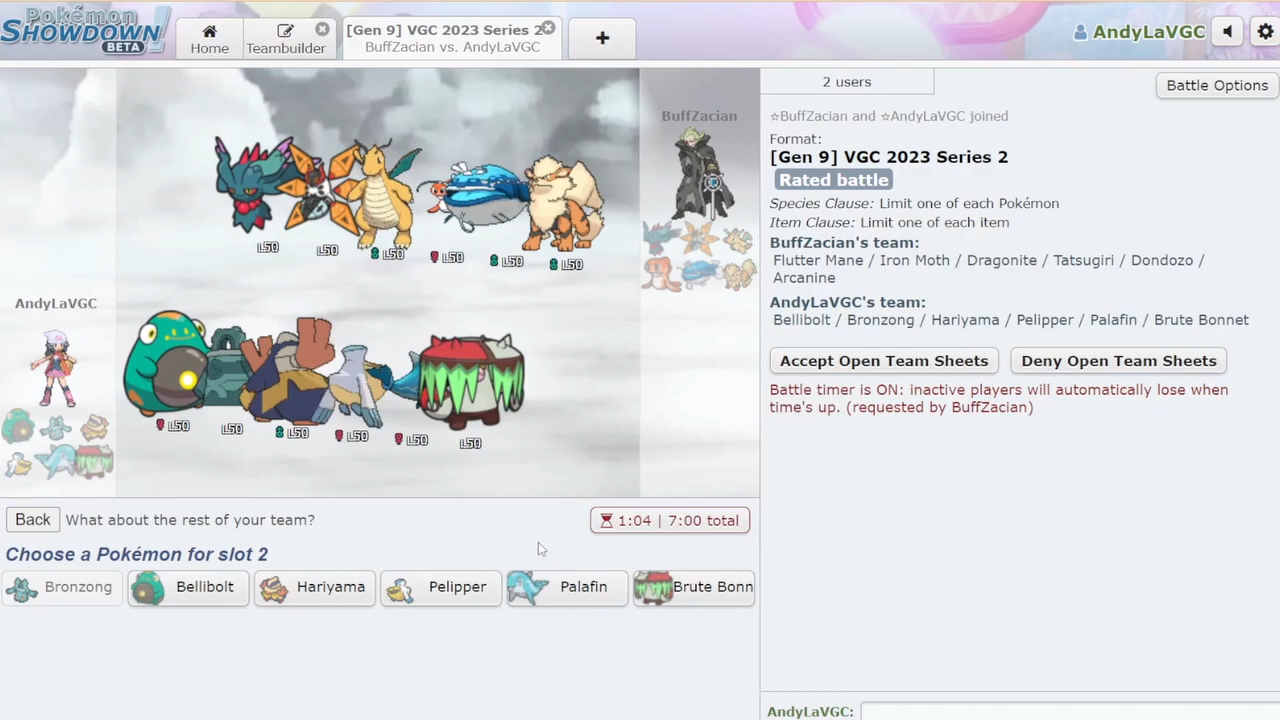 Pokémon
SHOWDOWN!
BETA
Home
Teambuilder
[Gen 9] VGC 2023 Series 2
BuffZacian vs. AndyLaVGC
+
AndyLaVGC
2 users
Battle Options
☆BuffZacian and ☆AndyLaVGC joined
Format:
[Gen 9] VGC 2023 Series 2
Rated battle
Species Clause: Limit one of each Pokémon
Item Clause: Limit one of each item
BuffZacian's team:
Flutter Mane / Iron Moth / Dragonite / Tatsugiri / Dondozo /
Arcanine
AndyLaVGC's team:
Bellibolt / Bronzong / Hariyama / Pelipper / Palafin / Brute Bonnet
Accept Open Team Sheets
Deny Open Team Sheets
Battle timer is ON: inactive players will automatically lose when
time's up. (requested by BuffZacian)
BuffZacian
L50
L50
L50
L50
L50
L50
AndyLaVGC
L50
L50
L50
L50
L50
L50
Back
What about the rest of your team?
1:04 | 7:00 total
Choose a Pokémon for slot 2
Bronzong
Bellibolt
Hariyama
Pelipper
Palafin
Brute Bonn
AndyLaVGC: